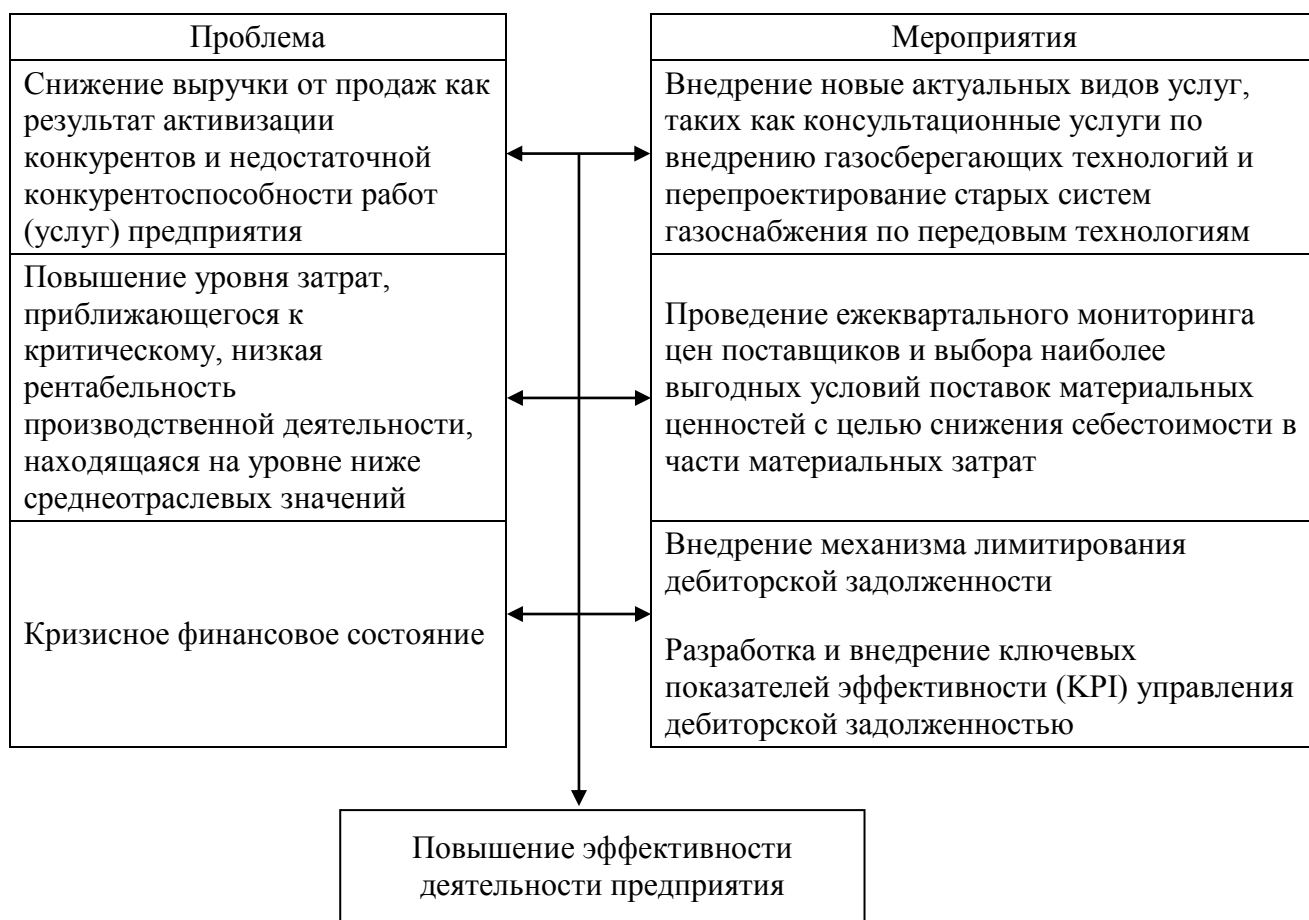 Проблема
Снижение выручки от продаж как
результат активизации
конкурентов и недостаточной
конкурентоспособности работ
(услуг) предприятия
Повышение уровня затрат,
приближающегося к
критическому, низкая
рентабельность
производственной деятельности,
находящаяся на уровне ниже
среднеотраслевых значений
Кризисное финансовое состояние
Мероприятия
Внедрение новые актуальных видов услуг,
таких как консультационные услуги по
внедрению газосберегающих технологий и
перепроектирование старых систем
газоснабжения по передовым технологиям
Проведение ежеквартального мониторинга
цен поставщиков и выбора наиболее
выгодных условий поставок материальных
ценностей с целью снижения себестоимости в
части материальных затрат
Внедрение механизма лимитирования
дебиторской задолженности
Разработка и внедрение ключевых
показателей эффективности (KPI) управления
дебиторской задолженностью
Повышение эффективности
деятельности предприятия